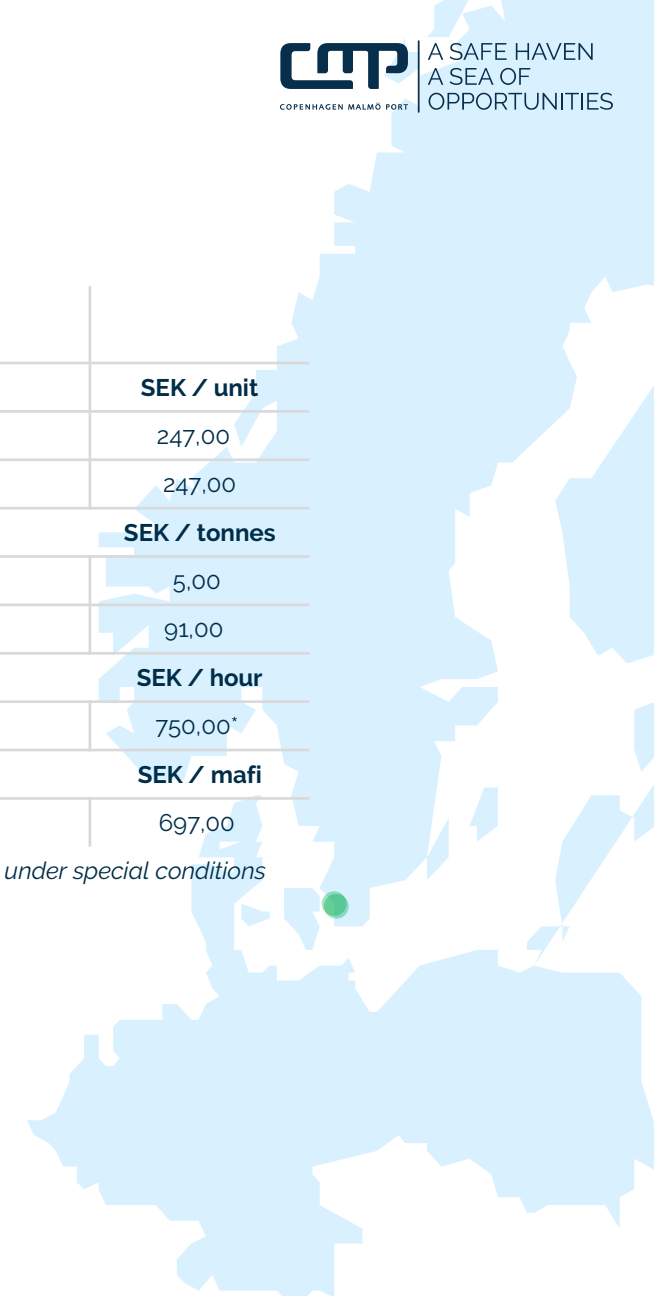 CMP
COPENHAGEN MALMÖ PORT
A SAFE HAVEN
A SEA OF
OPPORTUNITIES
SEK / unit
247,00
247,00
SEK / tonnes
5,00
91,00
SEK / hour
750,00*
SEK / mafi
697,00
under special conditions